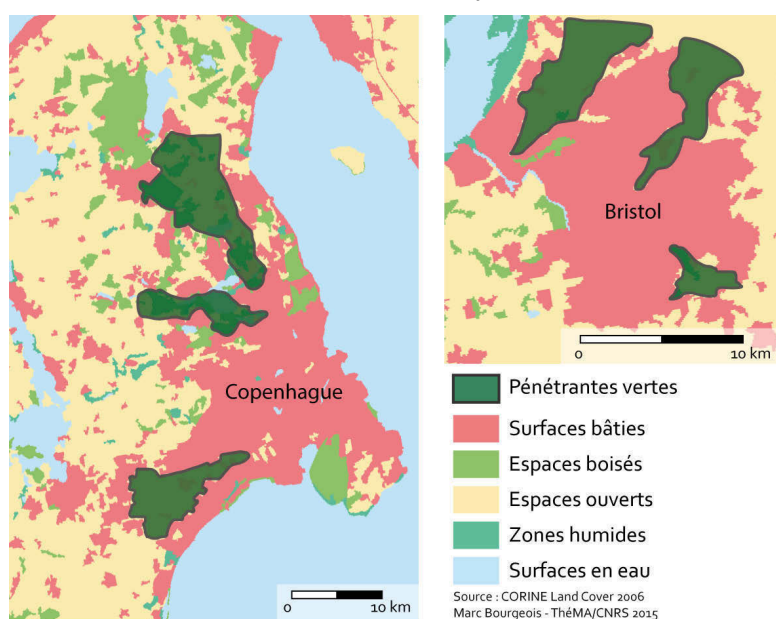 Copenhague
0 10 km
Bristol
0 10 km
Pénétrantes vertes
Surfaces bâties
Espaces boisés
Espaces ouverts
Zones humides
Surfaces en eau
Source : CORINE Land Cover 2006
Marc Bourgeois - ThéMA/CNRS 2015